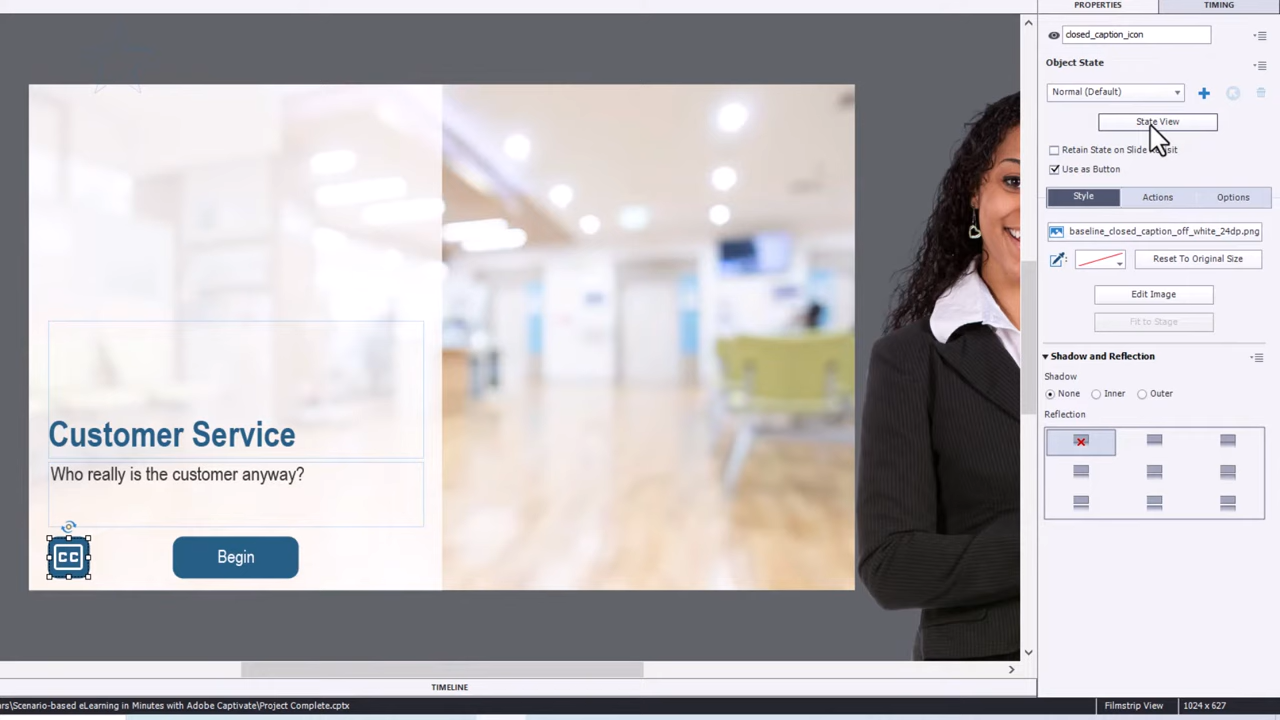 PROPERTIES
TIMING
closed_caption_icon
Object State
Normal (Default)
State View
Retain State on Slide
sit
Use as Button
Style
Actions
Options
baseline_closed_caption_off_white_24dp.png
Reset To Original Size
Edit Image
Fit to Stage
Shadow and Reflection
Shadow
None
Inner
Outer
Reflection
Customer Service
Who really is the customer anyway?
CC
Begin
TIMELINE
rs\Scenario-based eLearning in Minutes with Adobe Captivate\Project Complete.cptx
Filmstrip View
1024 x 627